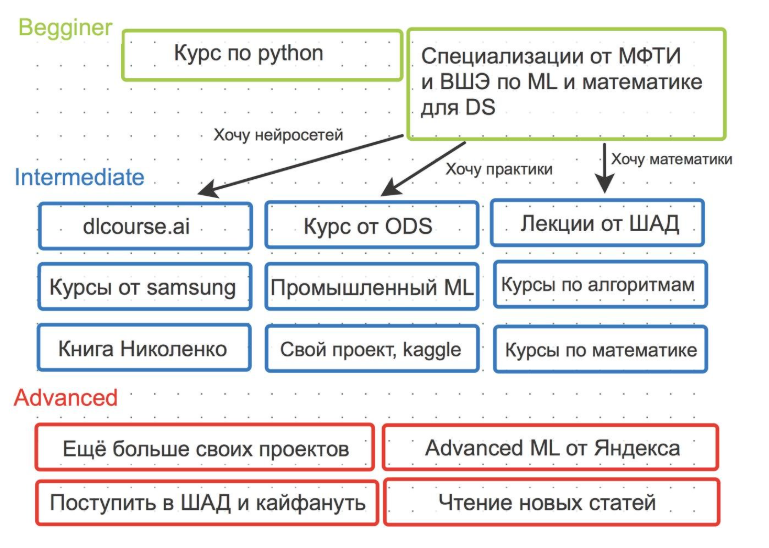 Begginer
Курс по python
Специализации от МФТИ
и ВШЭ по ML и математике
для DS
Хочу нейросетей
Хочу практики
Хочу математики
Intermediate
dlcourse.ai
Курс от ODS
Лекции от ШАД
Курсы от samsung
Промышленный ML
Курсы по алгоритмам
Книга Николенко
Свой проект, kaggle
Курсы по математике
Advanced
Ещё больше своих проектов
Advanced ML от Яндекса
Поступить в ШАД и кайфануть
Чтение новых статей